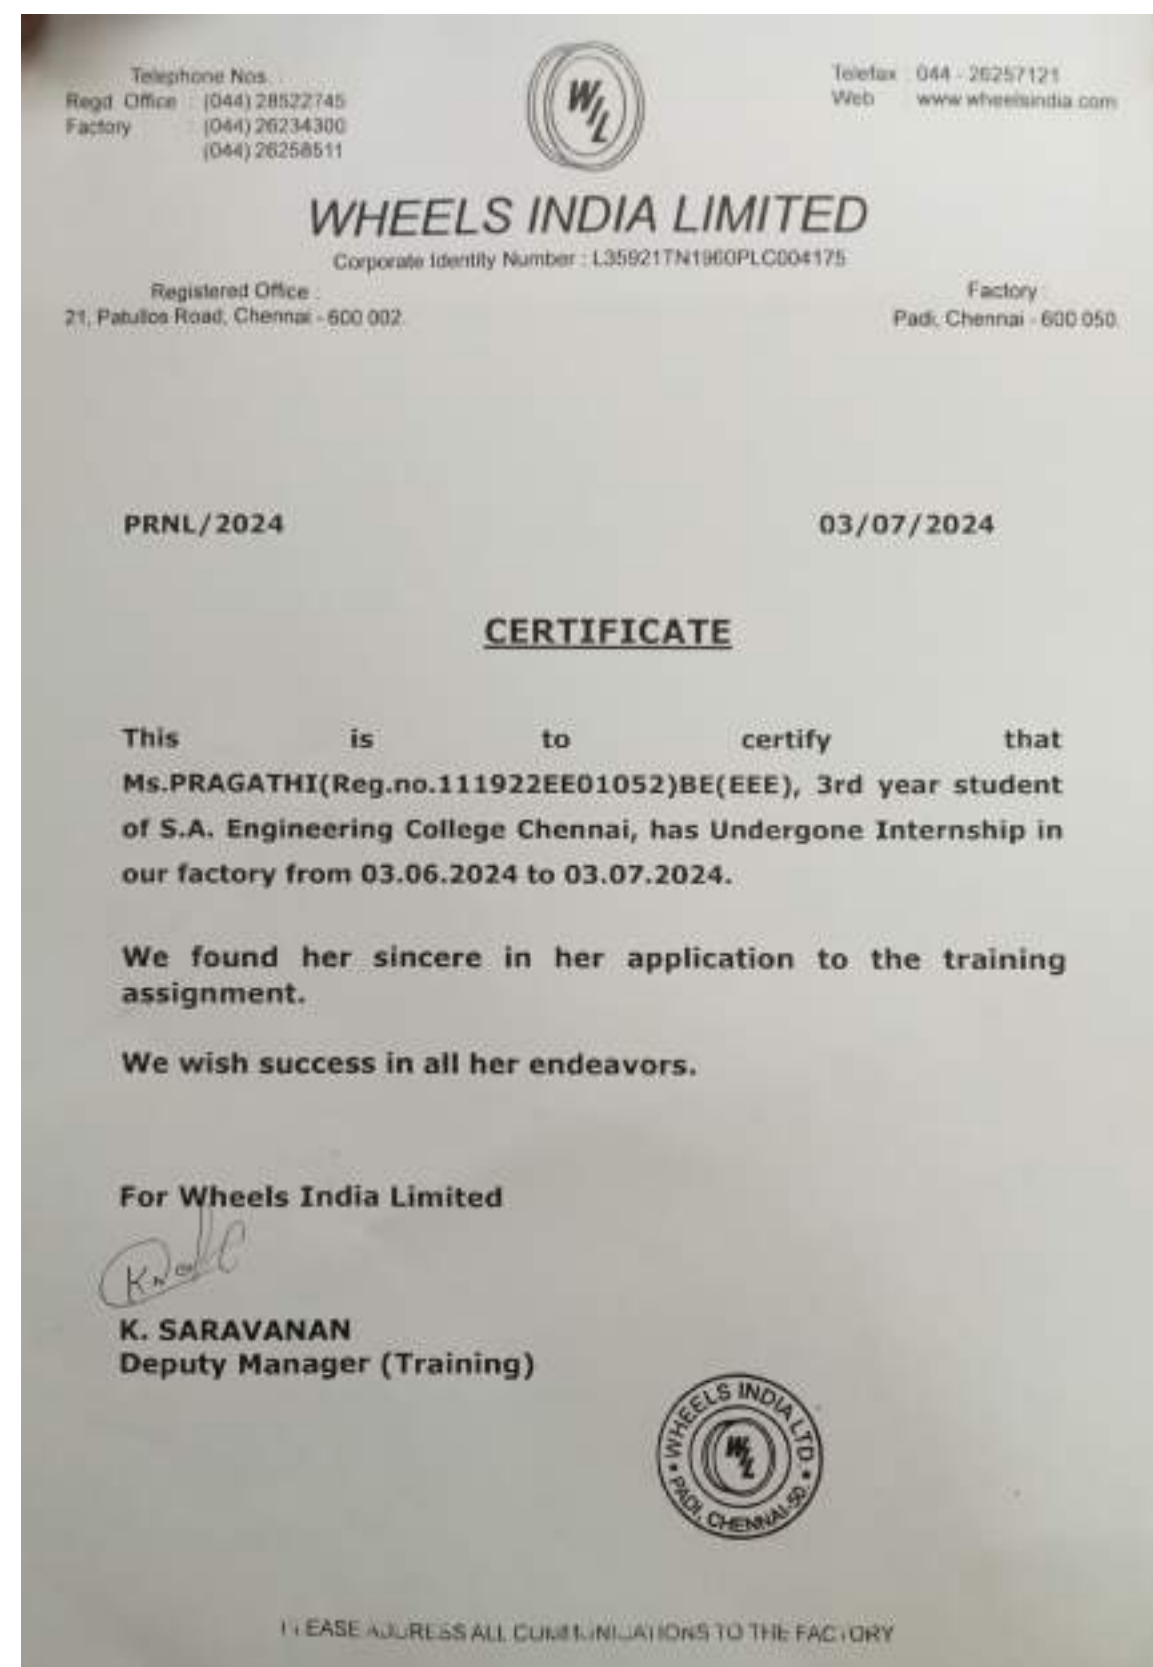 Telephone Nos. :
Regd. Office : (044) 28522745
Factory : (044) 26234300
(044) 26258511
WIL
Telefax : 044 - 26257121
Web www.wheelsindia.com
WHEELS INDIA LIMITED
Corporate Identity Number : L35921TN1960PLC004175
Registered Office :
21, Patullos Road, Chennai - 600 002.
Factory :
Padi, Chennai - 600 050.
PRNL/2024 03/07/2024
CERTIFICATE
This is to certify that
Ms.PRAGATHI(Reg.no.111922EE01052)BE(EEE), 3rd year student
of S.A. Engineering College Chennai, has Undergone Internship in
our factory from 03.06.2024 to 03.07.2024.
We found her sincere in her application to the training
assignment.
We wish success in all her endeavors.
For Wheels India Limited
K. SARAVANAN
Deputy Manager (Training)
WHEELS INDIA LTD.
WIL
PADI, CHENNAI-50.
PLEASE ADDRESS ALL COMMUNICATIONS TO THE FACTORY